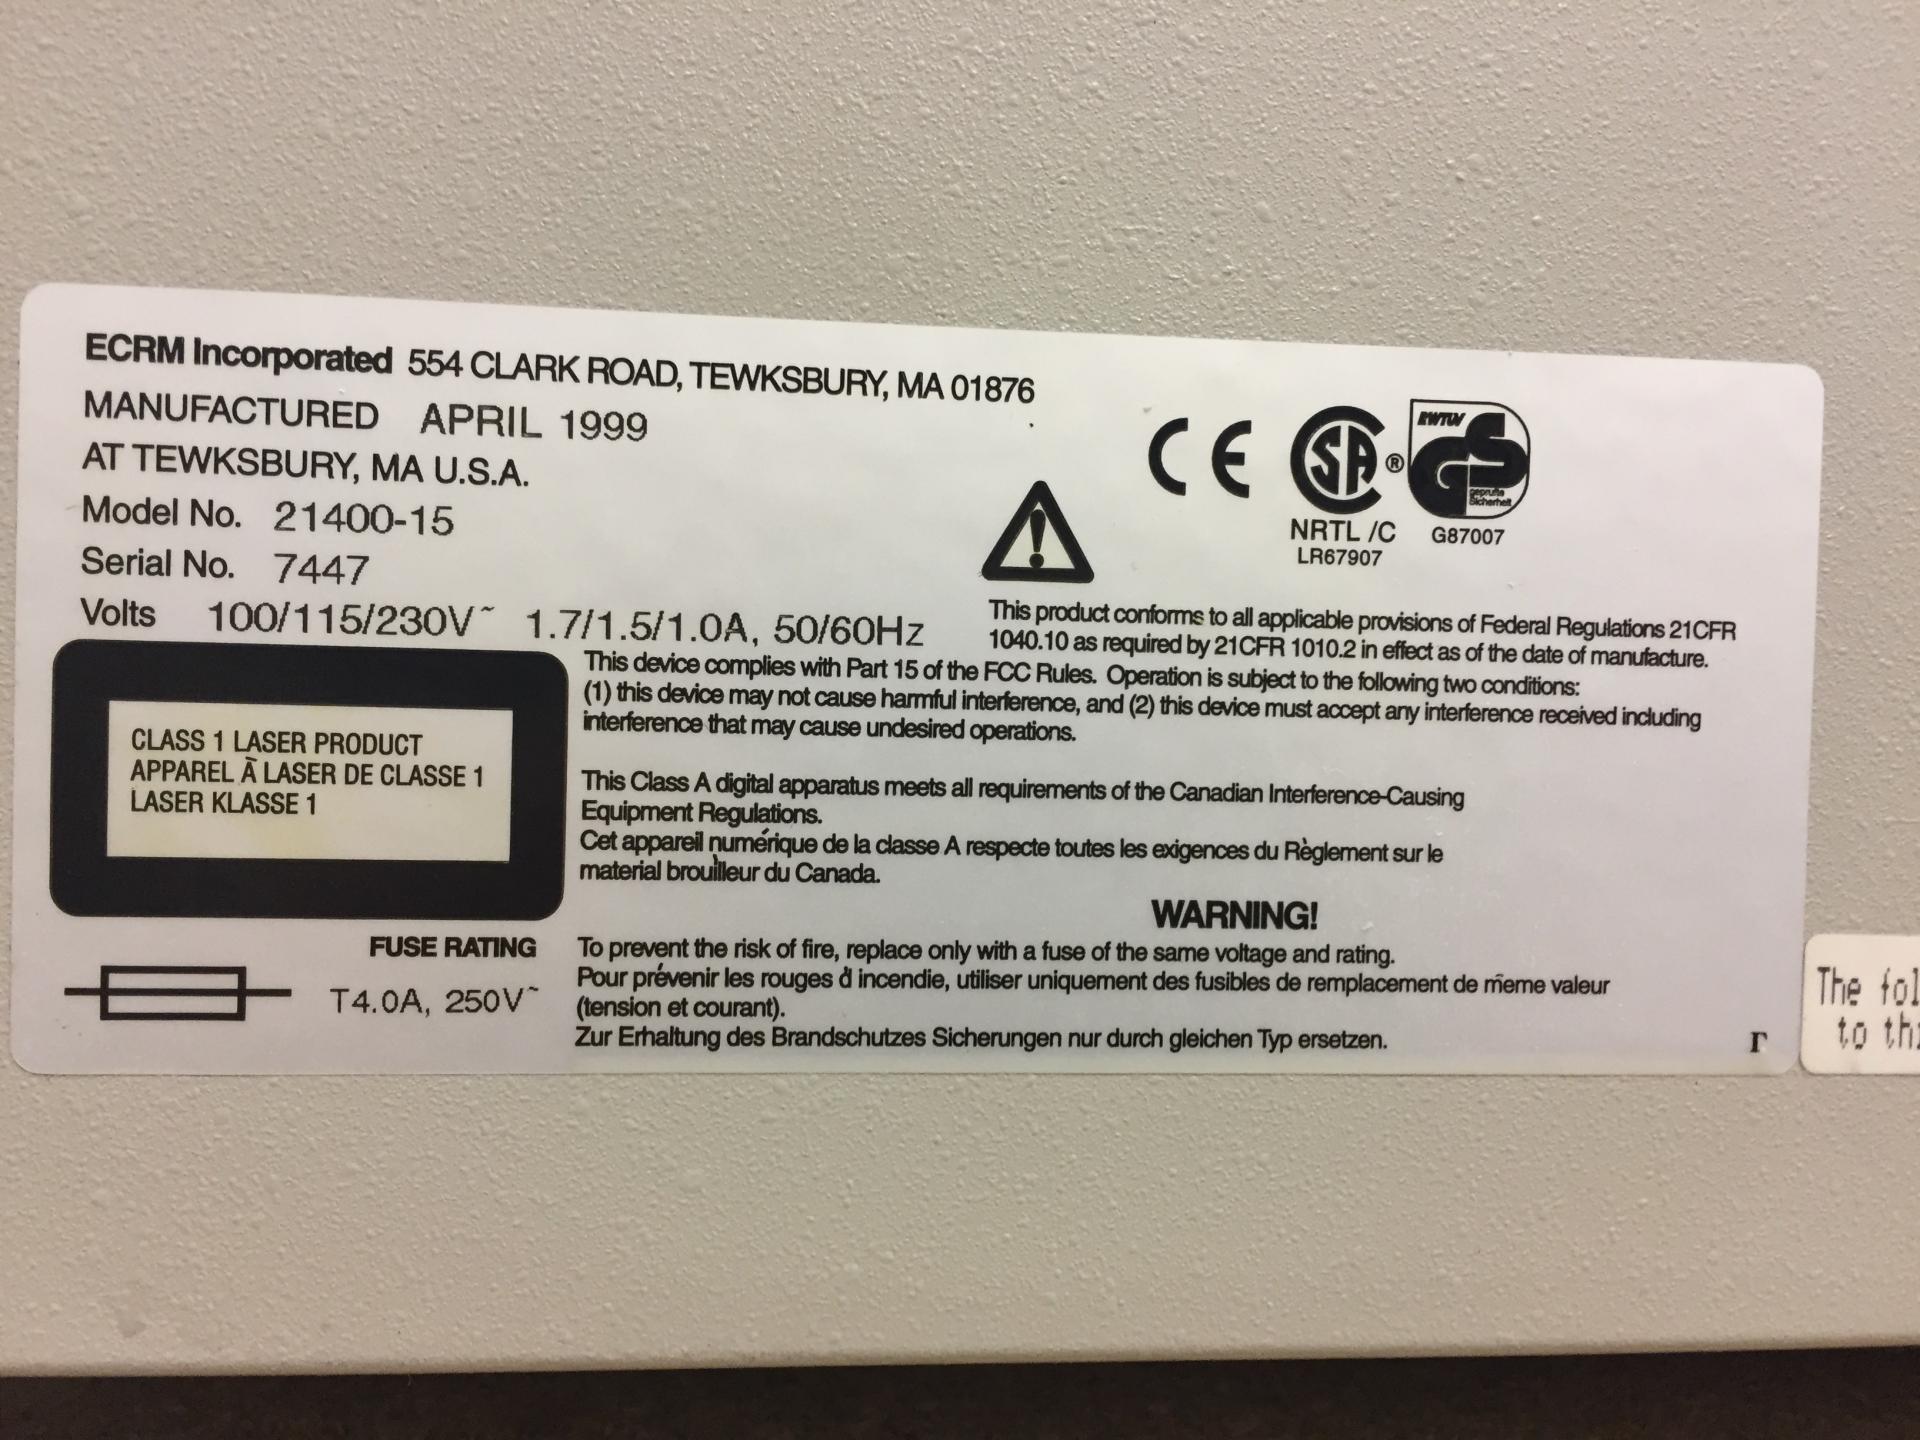 ECRM Incorporated 554 CLARK ROAD, TEWKSBURY, MA 01876
MANUFACTURED APRIL 1999
AT TEWKSBURY, MA U.S.A.
Model No. 21400-15
Serial No. 7447
Volts 100/115/230V~ 1.7/1.5/1.0A, 50/60Hz
CE
SA ®
NRTL /C
LR67907
RWTUV
GS
geprufte
Sicherheit
G87007
This product conforms to all applicable provisions of Federal Regulations 21CFR
1040.10 as required by 21CFR 1010.2 in effect as of the date of manufacture.
This device complies with Part 15 of the FCC Rules. Operation is subject to the following two conditions:
(1) this device may not cause harmful interference, and (2) this device must accept any interference received including
interference that may cause undesired operations.
CLASS 1 LASER PRODUCT
APPAREL À LASER DE CLASSE 1
LASER KLASSE 1
This Class A digital apparatus meets all requirements of the Canadian Interference-Causing
Equipment Regulations.
Cet appareil numérique de la classe A respecte toutes les exigences du Règlement sur le
material brouilleur du Canada.
WARNING!
FUSE RATING
T4.0A, 250V~
To prevent the risk of fire, replace only with a fuse of the same voltage and rating.
Pour prévenir les rouges d́ incendie, utiliser uniquement des fusibles de remplacement de m̃eme valeur
(tension et courant).
Zur Erhaltung des Brandschutzes Sicherungen nur durch gleichen Typ ersetzen.
Γ
The fol
to thi